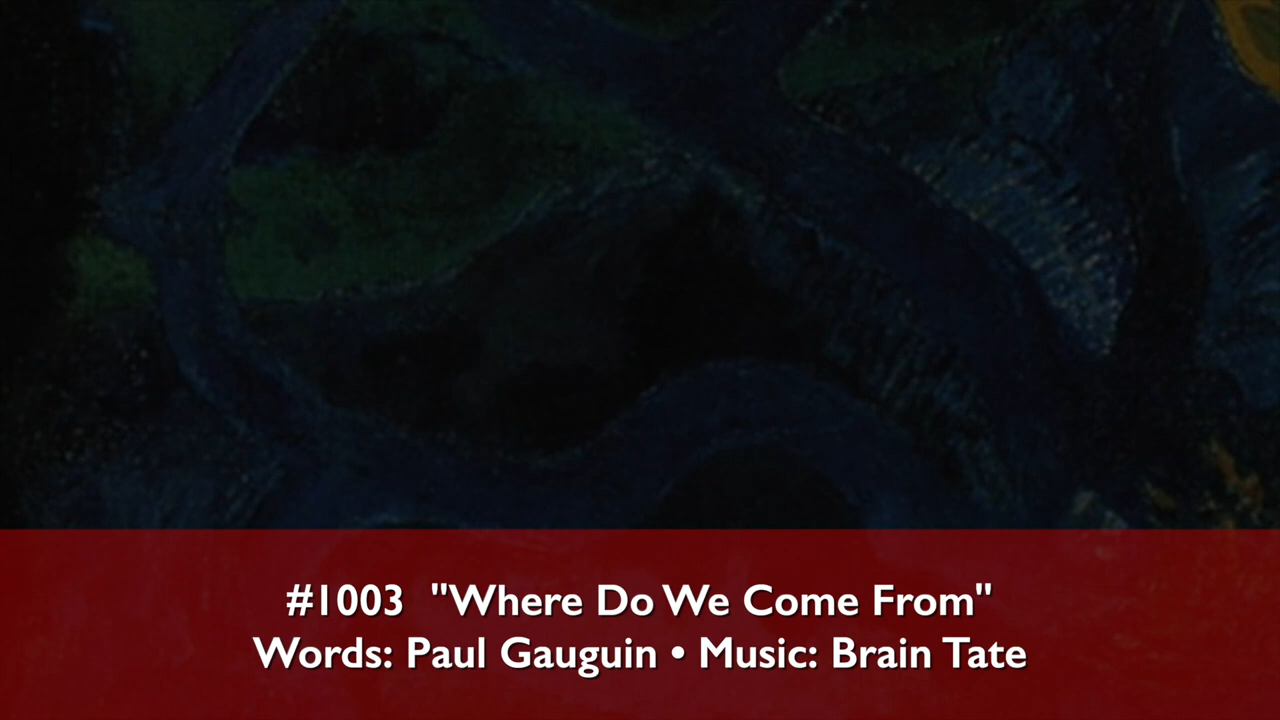 #1003 "Where Do We Come From"
Words: Paul Gauguin • Music: Brain Tate